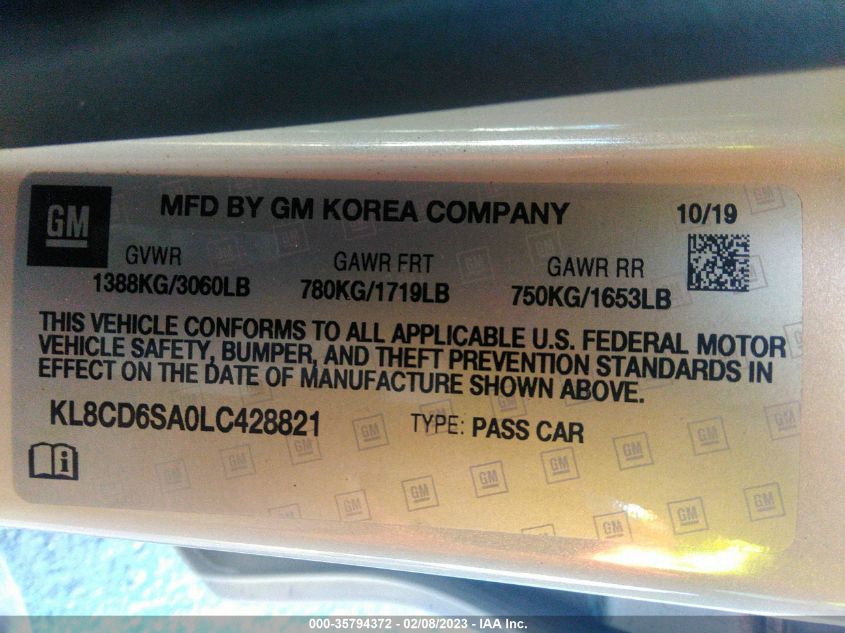 GM
MFD BY GM KOREA COMPANY 10/19
GVWR GAWR FRT GAWR RR
1388KG/3060LB 780KG/1719LB 750KG/1653LB
THIS VEHICLE CONFORMS TO ALL APPLICABLE U.S. FEDERAL MOTOR
VEHICLE SAFETY, BUMPER, AND THEFT PREVENTION STANDARDS IN
EFFECT ON THE DATE OF MANUFACTURE SHOWN ABOVE.
KL8CD6SA0LC428821 TYPE: PASS CAR
000-35794372 - 02/08/2023 - IAA Inc.